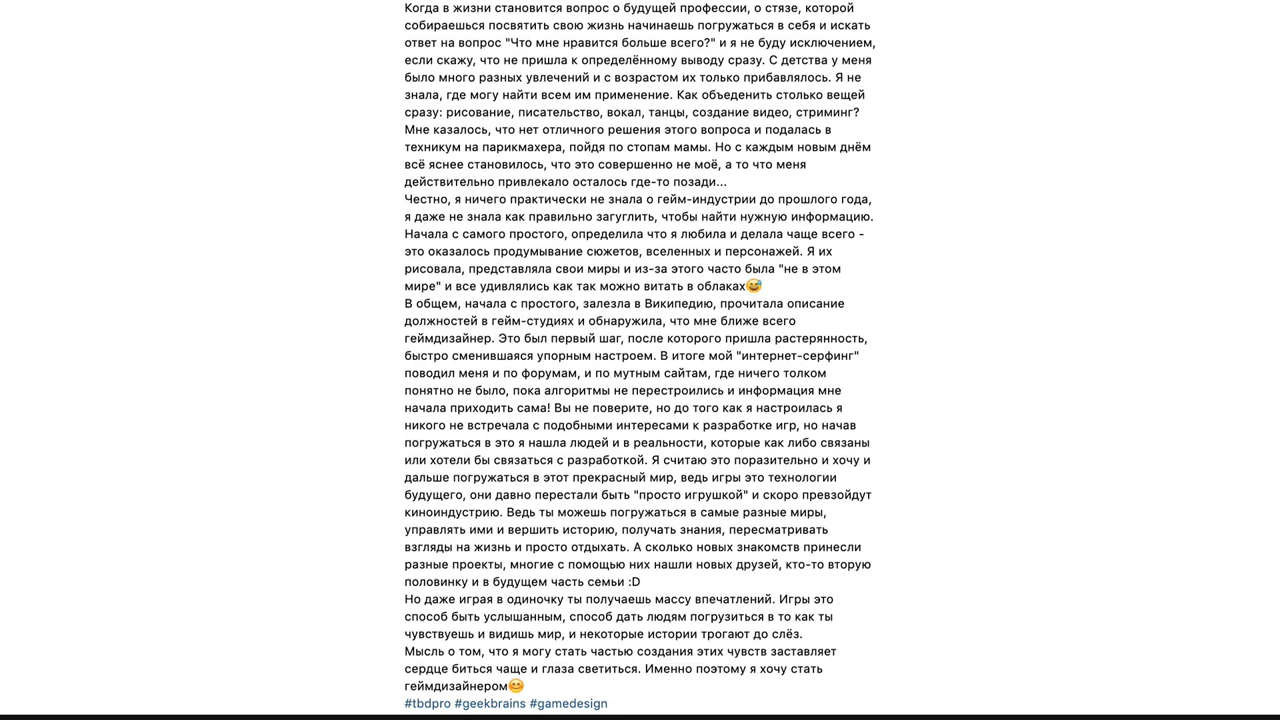 Когда в жизни становится вопрос о будущей профессии, о стязе, которой
собираешься посвятить свою жизнь начинаешь погружаться в себя и искать
ответ на вопрос "Что мне нравится больше всего?" и я не буду исключением,
если скажу, что не пришла к определённому выводу сразу. С детства у меня
было много разных увлечений и с возрастом их только прибавлялось. Я не
знала, где могу найти всем им применение. Как объеденить столько вещей
сразу: рисование, писательство, вокал, танцы, создание видео, стриминг?
Мне казалось, что нет отличного решения этого вопроса и подалась в
техникум на парикмахера, пойдя по стопам мамы. Но с каждым новым днём
всё яснее становилось, что это совершенно не моё, а то что меня
действительно привлекало осталось где-то позади...
Честно, я ничего практически не знала о гейм-индустрии до прошлого года,
я даже не знала как правильно загуглить, чтобы найти нужную информацию.
Начала с самого простого, определила что я любила и делала чаще всего -
это оказалось продумывание сюжетов, вселенных и персонажей. Я их
рисовала, представляла свои миры и из-за этого часто была "не в этом
мире" и все удивлялись как так можно витать в облаках😅
В общем, начала с простого, залезла в Википедию, прочитала описание
должностей в гейм-студиях и обнаружила, что мне ближе всего
геймдизайнер. Это был первый шаг, после которого пришла растерянность,
быстро сменившаяся упорным настроем. В итоге мой "интернет-серфинг"
поводил меня и по форумам, и по мутным сайтам, где ничего толком
понятно не было, пока алгоритмы не перестроились и информация мне
начала приходить сама! Вы не поверите, но до того как я настроилась я
никого не встречала с подобными интересами к разработке игр, но начав
погружаться в это я нашла людей и в реальности, которые как либо связаны
или хотели бы связаться с разработкой. Я считаю это поразительно и хочу и
дальше погружаться в этот прекрасный мир, ведь игры это технологии
будущего, они давно перестали быть "просто игрушкой" и скоро превзойдут
киноиндустрию. Ведь ты можешь погружаться в самые разные миры,
управлять ими и вершить историю, получать знания, пересматривать
взгляды на жизнь и просто отдыхать. А сколько новых знакомств принесли
разные проекты, многие с помощью них нашли новых друзей, кто-то вторую
половинку и в будущем часть семьи :D
Но даже играя в одиночку ты получаешь массу впечатлений. Игры это
способ быть услышанным, способ дать людям погрузиться в то как ты
чувствуешь и видишь мир, и некоторые истории трогают до слёз.
Мысль о том, что я могу стать частью создания этих чувств заставляет
сердце биться чаще и глаза светиться. Именно поэтому я хочу стать
геймдизайнером😊
#tbdpro #geekbrains #gamedesign